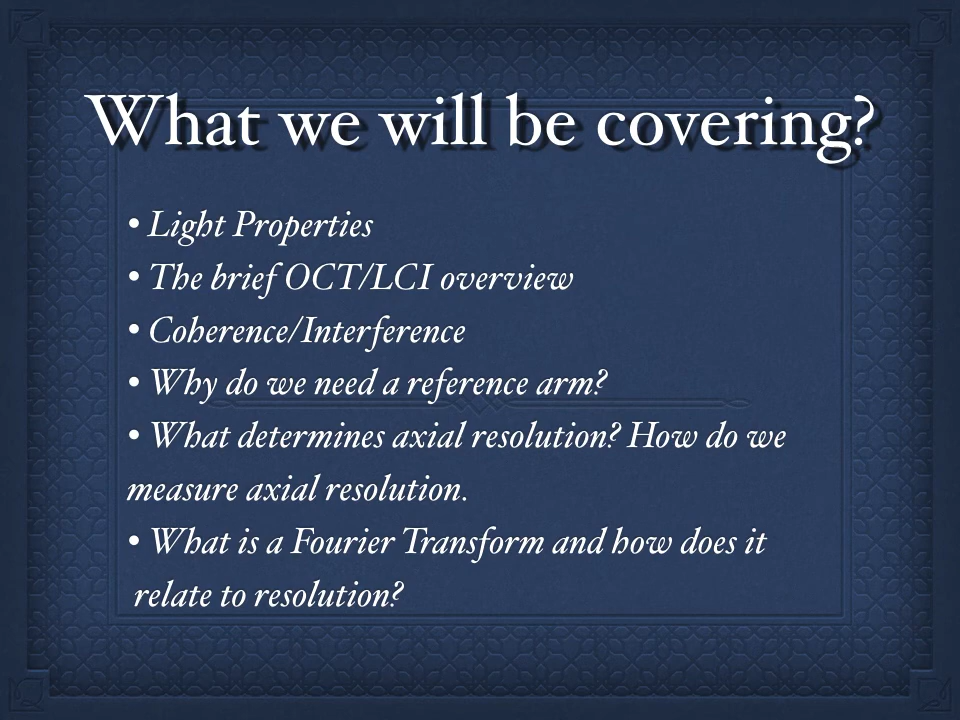 What we will be covering?
• Light Properties
• The brief OCT/LCI overview
• Coherence/Interference
• Why do we need a reference arm?
• What determines axial resolution? How do we
measure axial resolution.
• What is a Fourier Transform and how does it
relate to resolution?